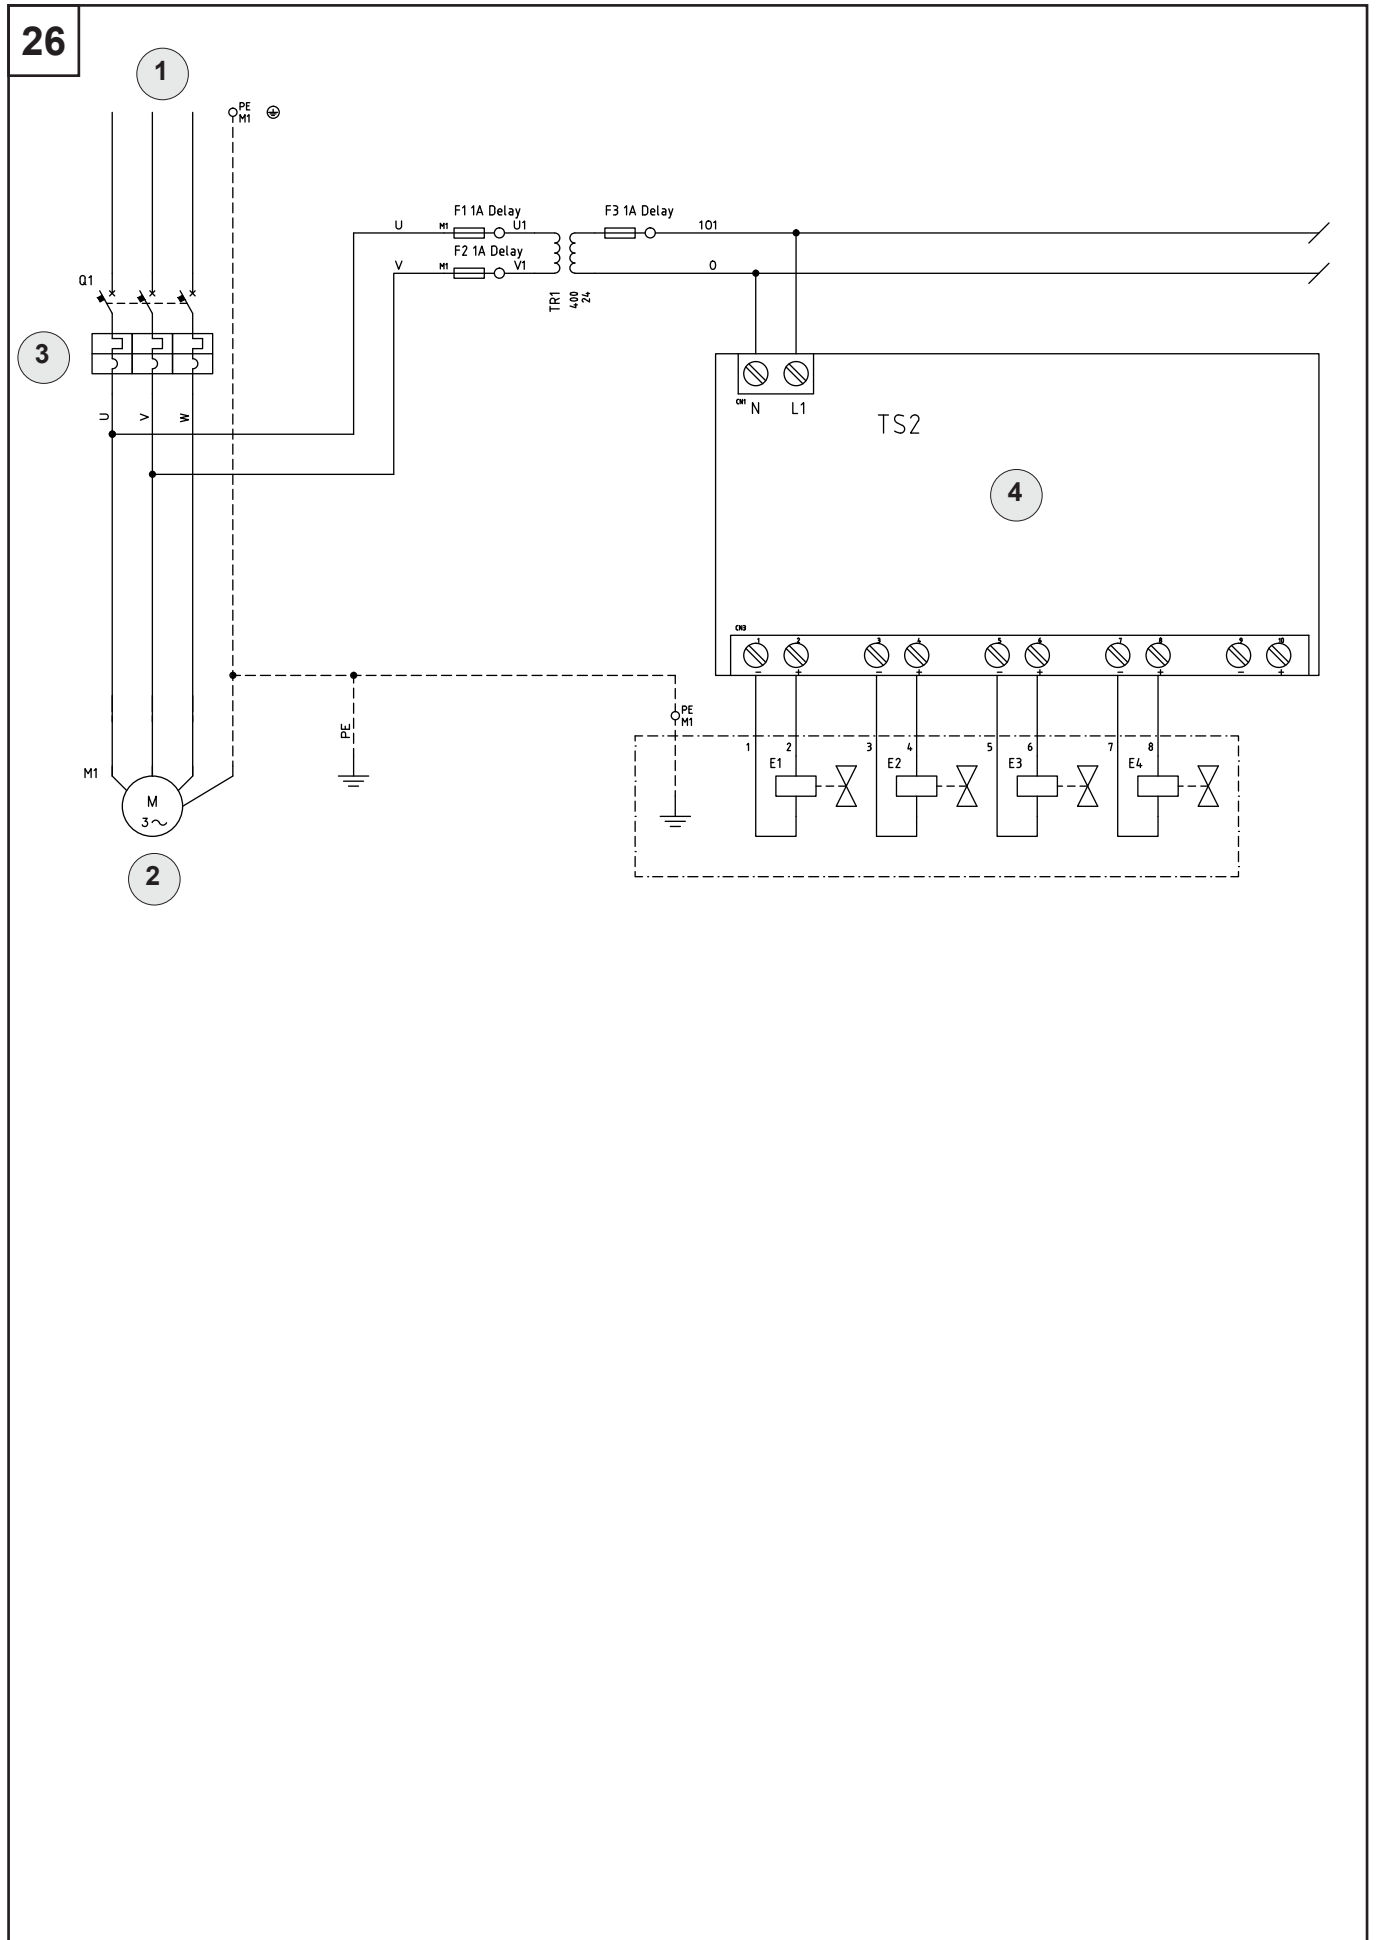 26
1
PE
M1
F1 1A Delay
F3 1A Delay
U
M1
U1
101
F2 1A Delay
V
M1
V1
0
Q1
TR1
400
24
3
CN1
N
L1
U
V
W
TS2
4
CN3
1
2
3
4
5
6
7
8
9
10
- + - + - + - + - +
PE
M1
PE
1 2 3 4 5 6 7 8
E1 E2 E3 E4
M1
M
3~
2